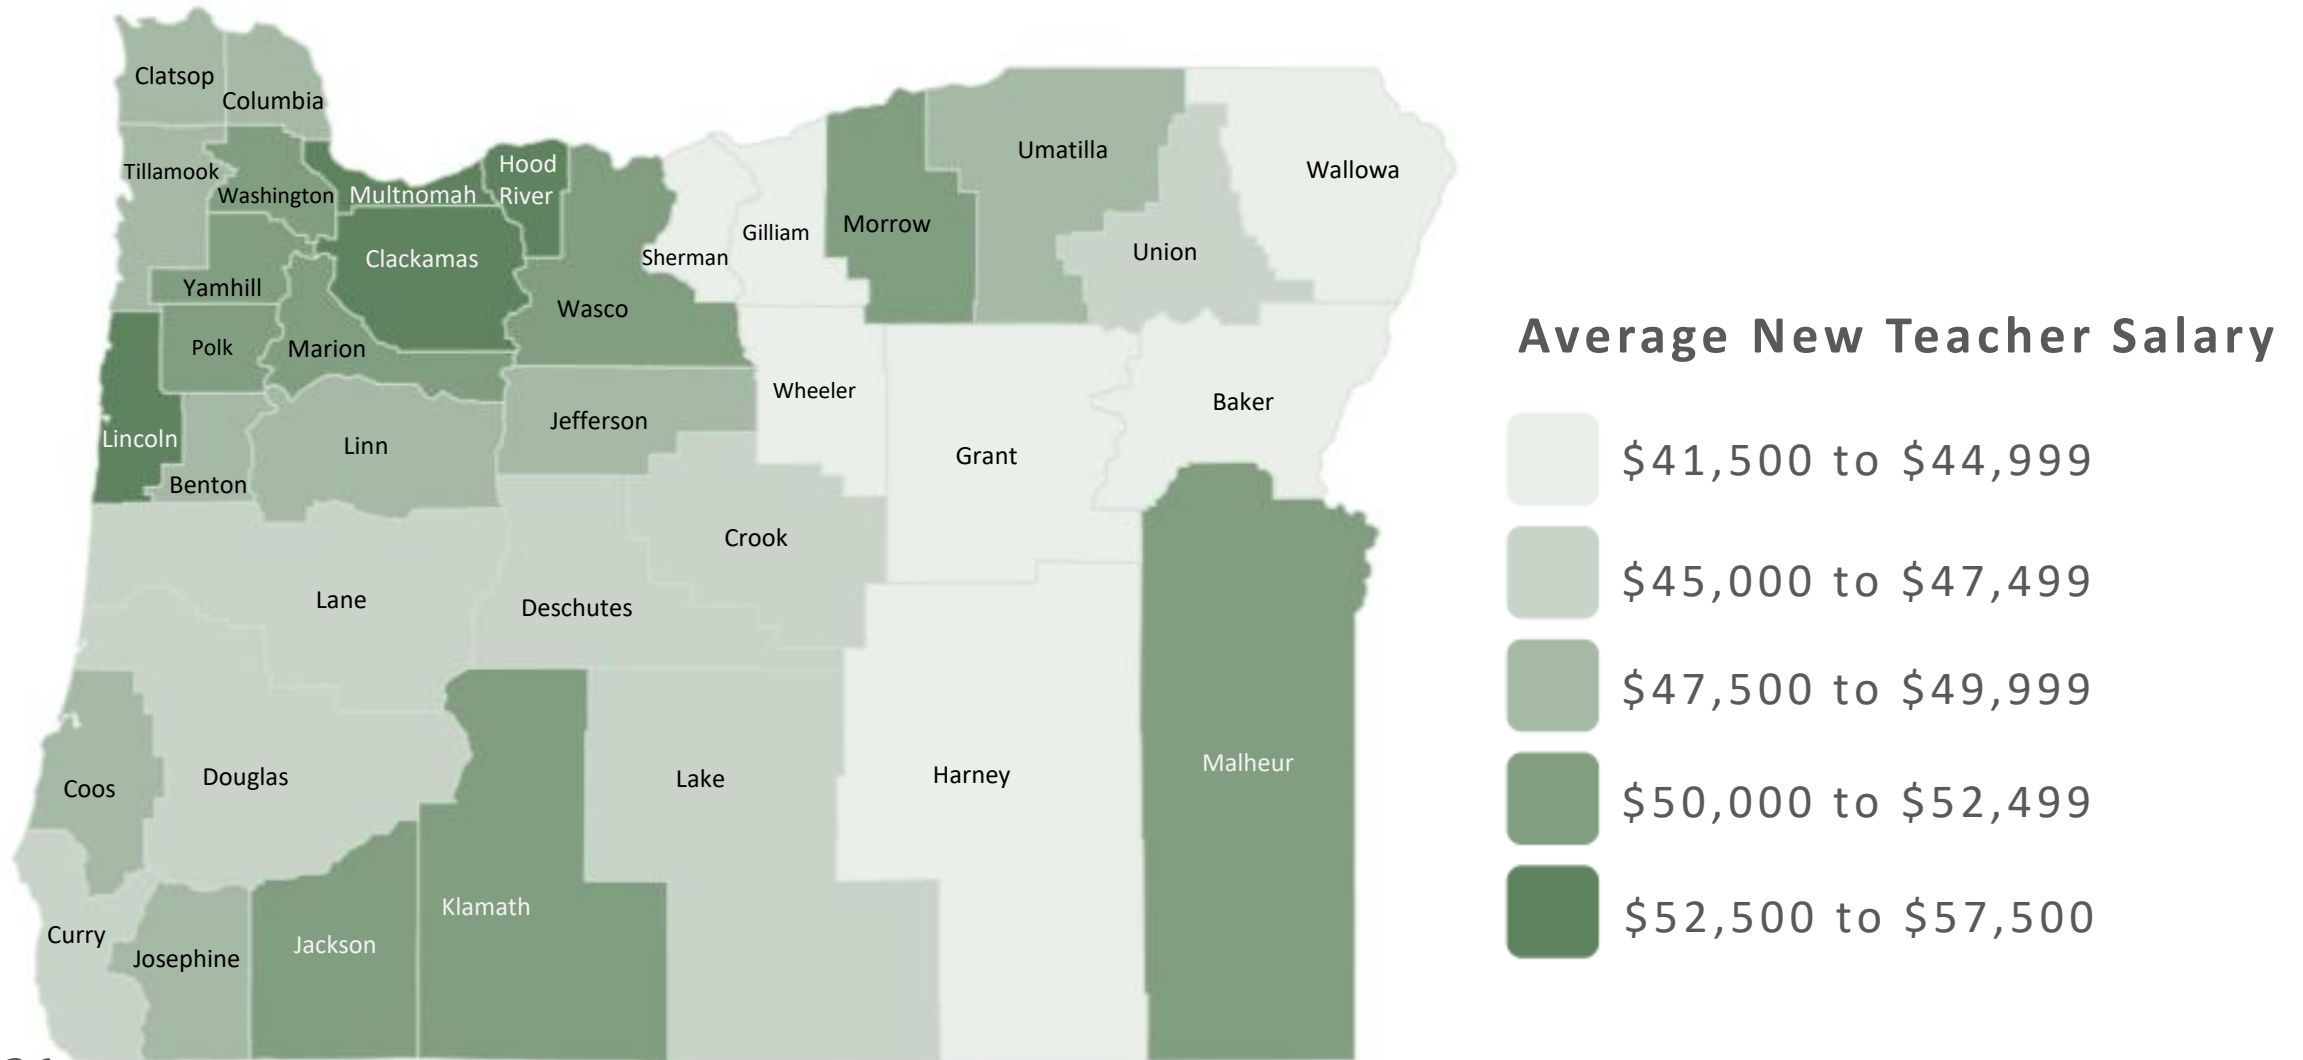 Clatsop
Columbia
Tillamook
Washington
Multnomah
Hood
River
Clackamas
Yamhill
Polk
Marion
Wasco
Sherman
Gilliam
Morrow
Umatilla
Union
Wallowa
Lincoln
Benton
Linn
Jefferson
Wheeler
Grant
Baker
Crook
Lane
Deschutes
Coos
Douglas
Lake
Harney
Malheur
Curry
Josephine
Jackson
Klamath
Average New Teacher Salary
$41,500 to $44,999
$45,000 to $47,499
$47,500 to $49,999
$50,000 to $52,499
$52,500 to $57,500